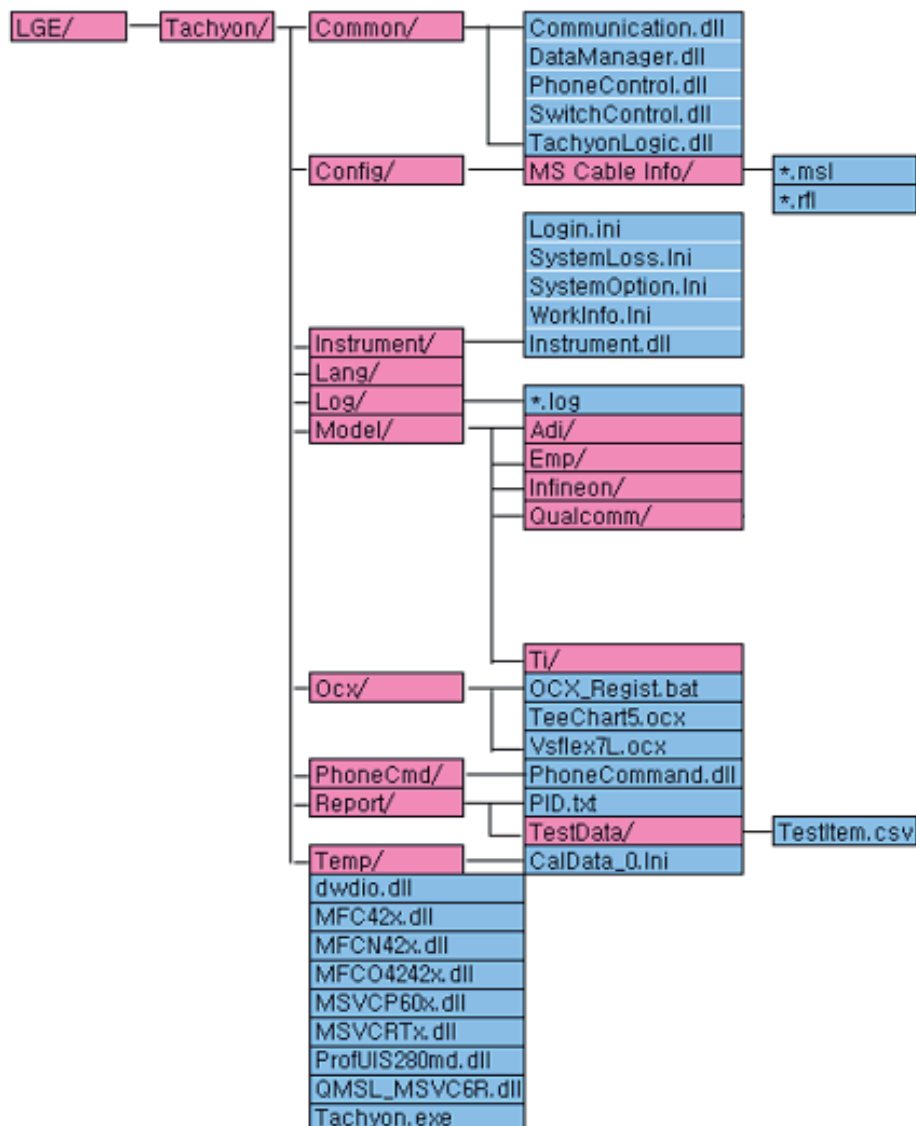 LGE/ Tachyon/ Common/ Communication.dll
DataManager.dll
PhoneControl.dll
SwitchControl.dll
TachyonLogic.dll
Config/ MS Cable Info/ *.msl
*.rfl
Login.ini
SystemLoss.Ini
SystemOption.Ini
WorkInfo.Ini
Instrument/ Instrument.dll
Lang/
Log/ *.log
Model/ Adi/
Emp/
Infineon/
Qualcomm/
Ti/
Ocx/ OCX_Regist.bat
TeeChart5.ocx
Vsflex7L.ocx
PhoneCmd/ PhoneCommand.dll
Report/ PID.txt
TestData/ TestItem.csv
Temp/ CalData_0.Ini
dwdio.dll
MFC42x.dll
MFCN42x.dll
MFCO4242x.dll
MSVCP60x.dll
MSVCRTx.dll
ProfUIS280md.dll
QMSL_MSVC6R.dll
Tachyon.exe